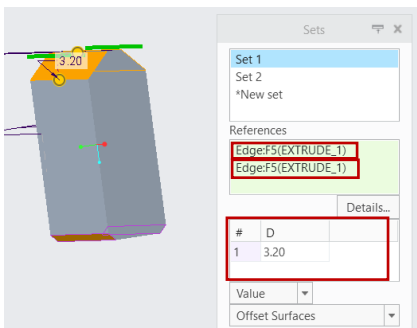 3.20
Sets
Set 1
Set 2
*New set
References
Edge:F5(EXTRUDE_1)
Edge:F5(EXTRUDE_1)
Details...
# D
1 3.20
Value
Offset Surfaces